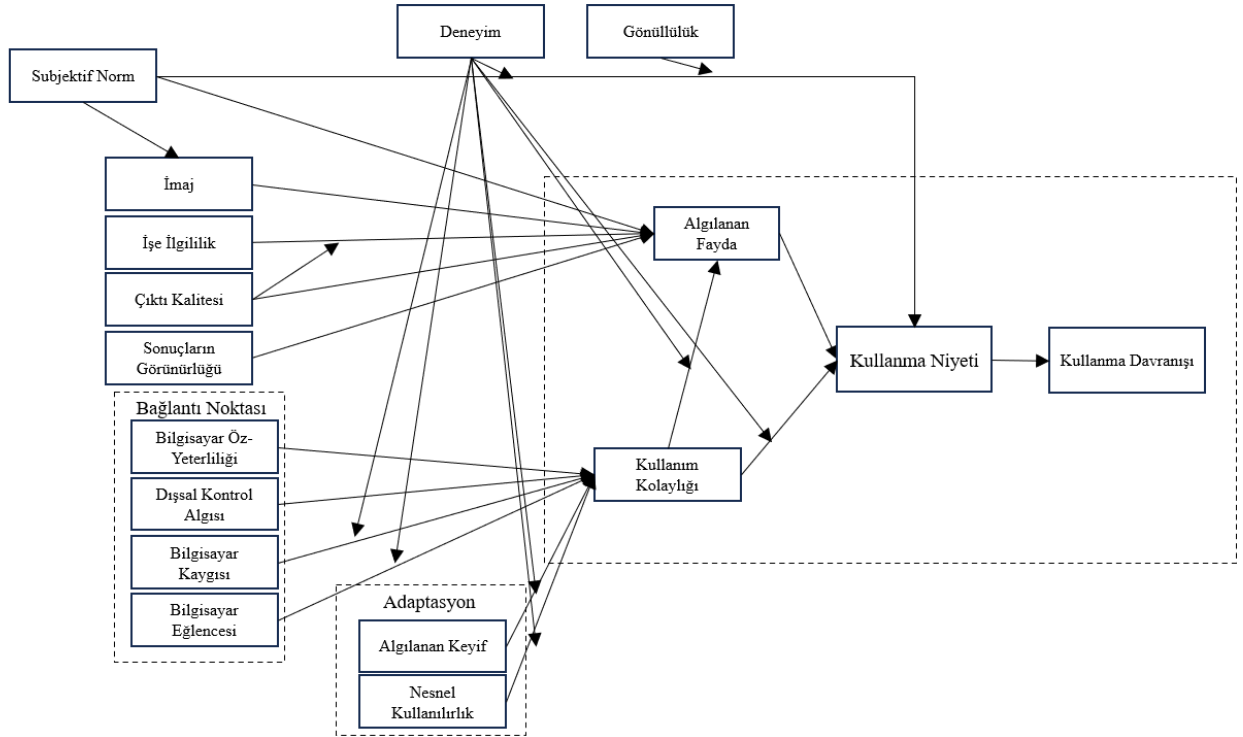 Deneyim
Gönüllülük
Subjektif Norm
İmaj
İşe İlgililik
Çıktı Kalitesi
Sonuçların
Görünürlüğü
Algılanan
Fayda
Kullanma Niyeti
Kullanma Davranışı
Bağlantı Noktası
Bilgisayar Öz-
Yeterliliği
Dışsal Kontrol
Algısı
Bilgisayar
Kaygısı
Bilgisayar
Eğlencesi
Kullanım
Kolaylığı
Adaptasyon
Algılanan Keyif
Nesnel
Kullanılırlık